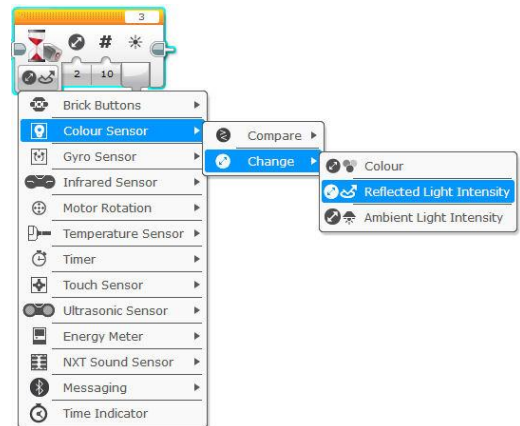 3
#
2 10
Brick Buttons
Colour Sensor
Compare
Gyro Sensor
Change
Colour
Infrared Sensor
Reflected Light Intensity
Motor Rotation
Ambient Light Intensity
Temperature Sensor
Timer
Touch Sensor
Ultrasonic Sensor
Energy Meter
NXT Sound Sensor
Messaging
Time Indicator